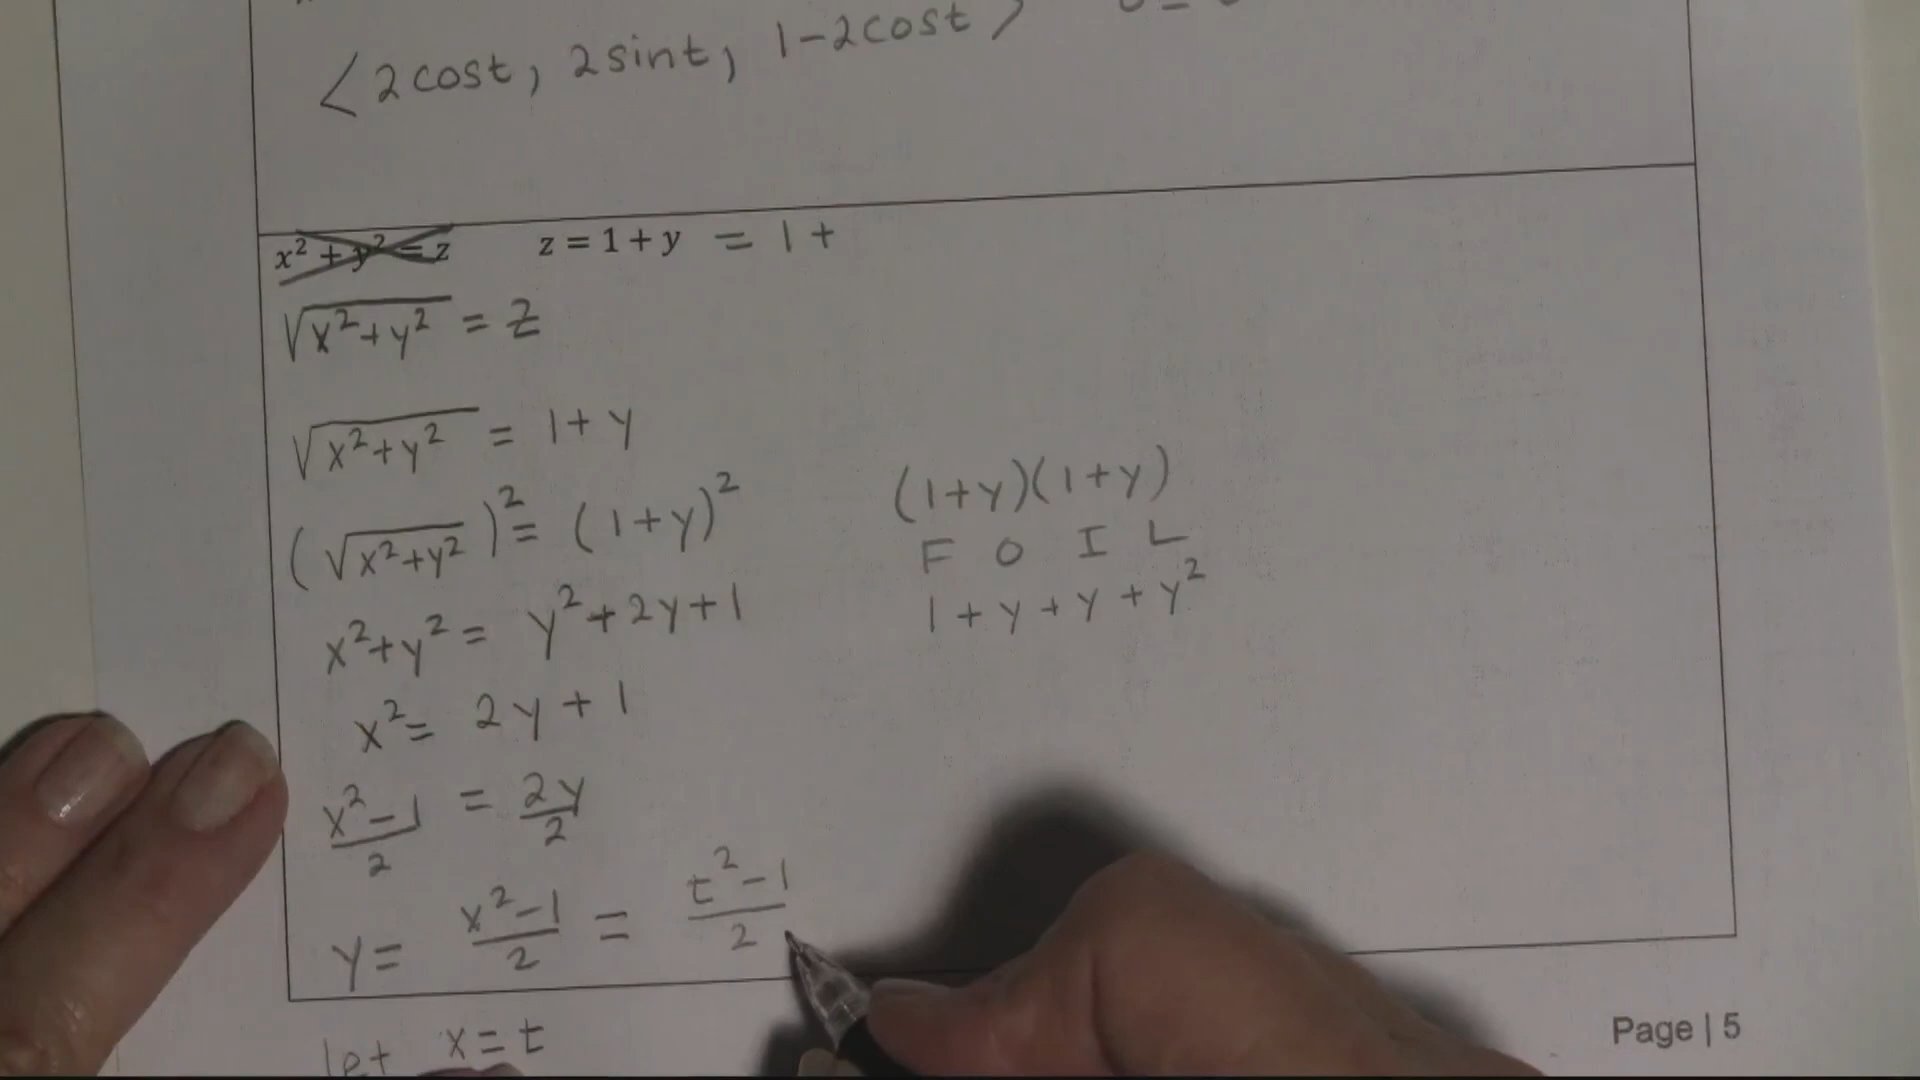 <2cost, 2sint, 1-2cost>
x² + y² = z z = 1 + y = 1 +
√x²+y² = z
√x²+y² = 1+y
(√x²+y²)² = (1+y)² (1+y)(1+y)
F O I L
x²+y² = y²+2y+1 1 + y + y + y²
x² = 2y + 1
x²-1/2 = 2y/2
y = x²-1/2 = t²-1/2
let x = t
Page | 5